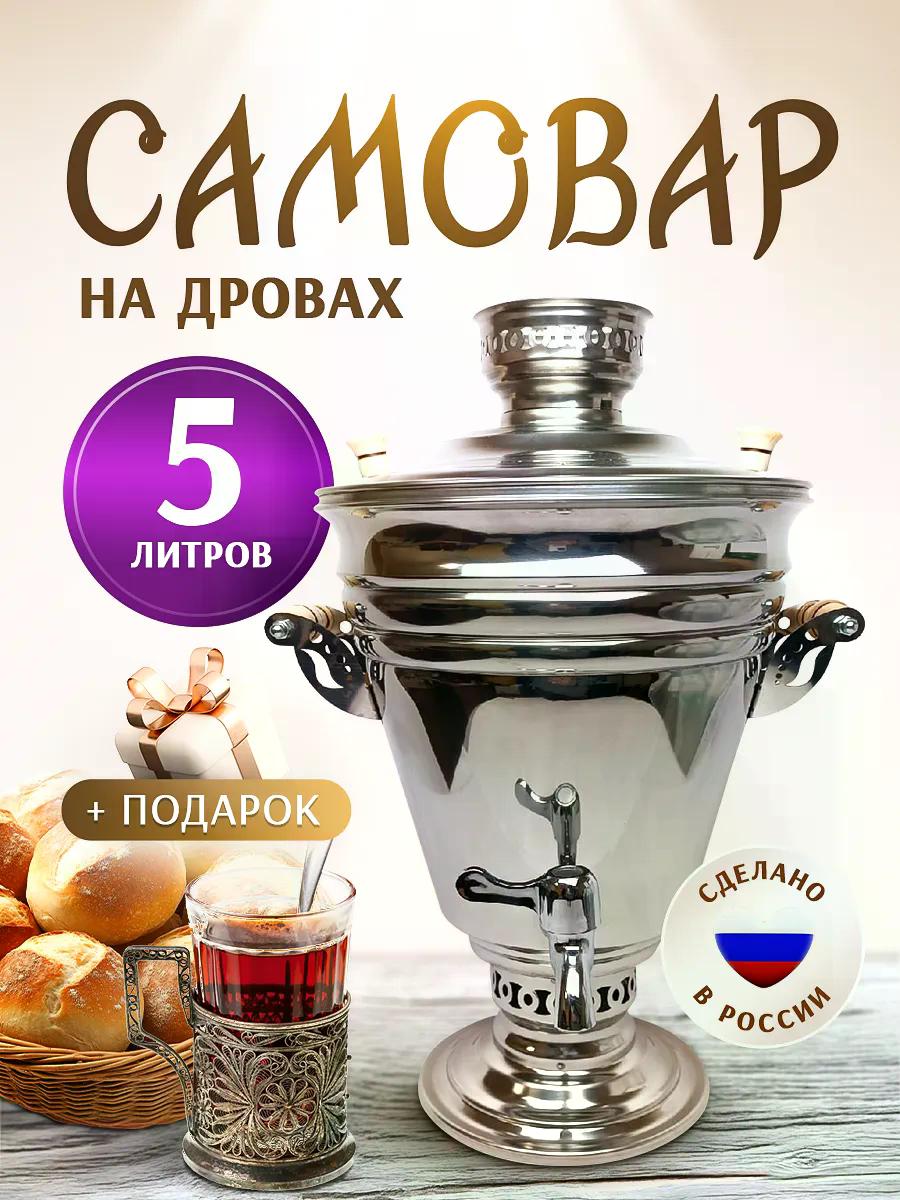 САМОВАР
НА ДРОВАХ
5
ЛИТРОВ
+ ПОДАРОК
СДЕЛАНО
В РОССИИ